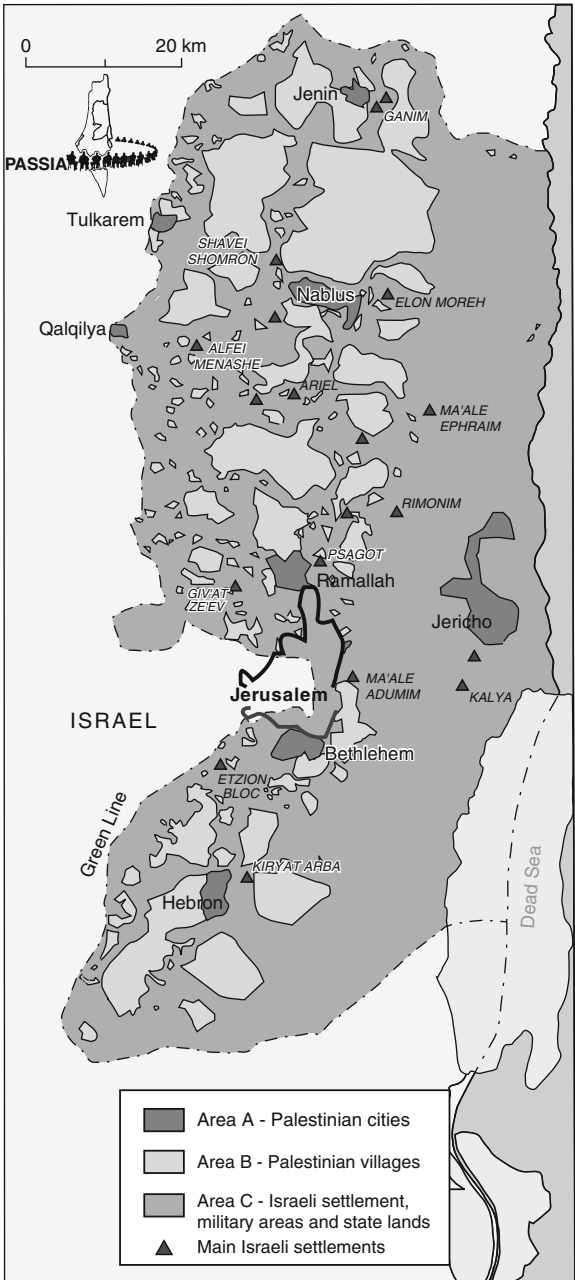 0 20 km
PASSIA
Jenin
GANIM
Tulkarem
SHAVEI
SHOMRON
Nablus
ELON MOREH
Qalqilya
ALFEI
MENASHE
ARIEL
MA'ALE
EPHRAIM
RIMONIM
PSAGOT
Ramallah
GIV'AT
ZE'EV
Jericho
MA'ALE
ADUMIM
KALYA
Jerusalem
ISRAEL
Bethlehem
ETZION
BLOC
Green Line
KIRYAT ARBA
Hebron
Dead Sea
Area A - Palestinian cities
Area B - Palestinian villages
Area C - Israeli settlement,
military areas and state lands
Main Israeli settlements